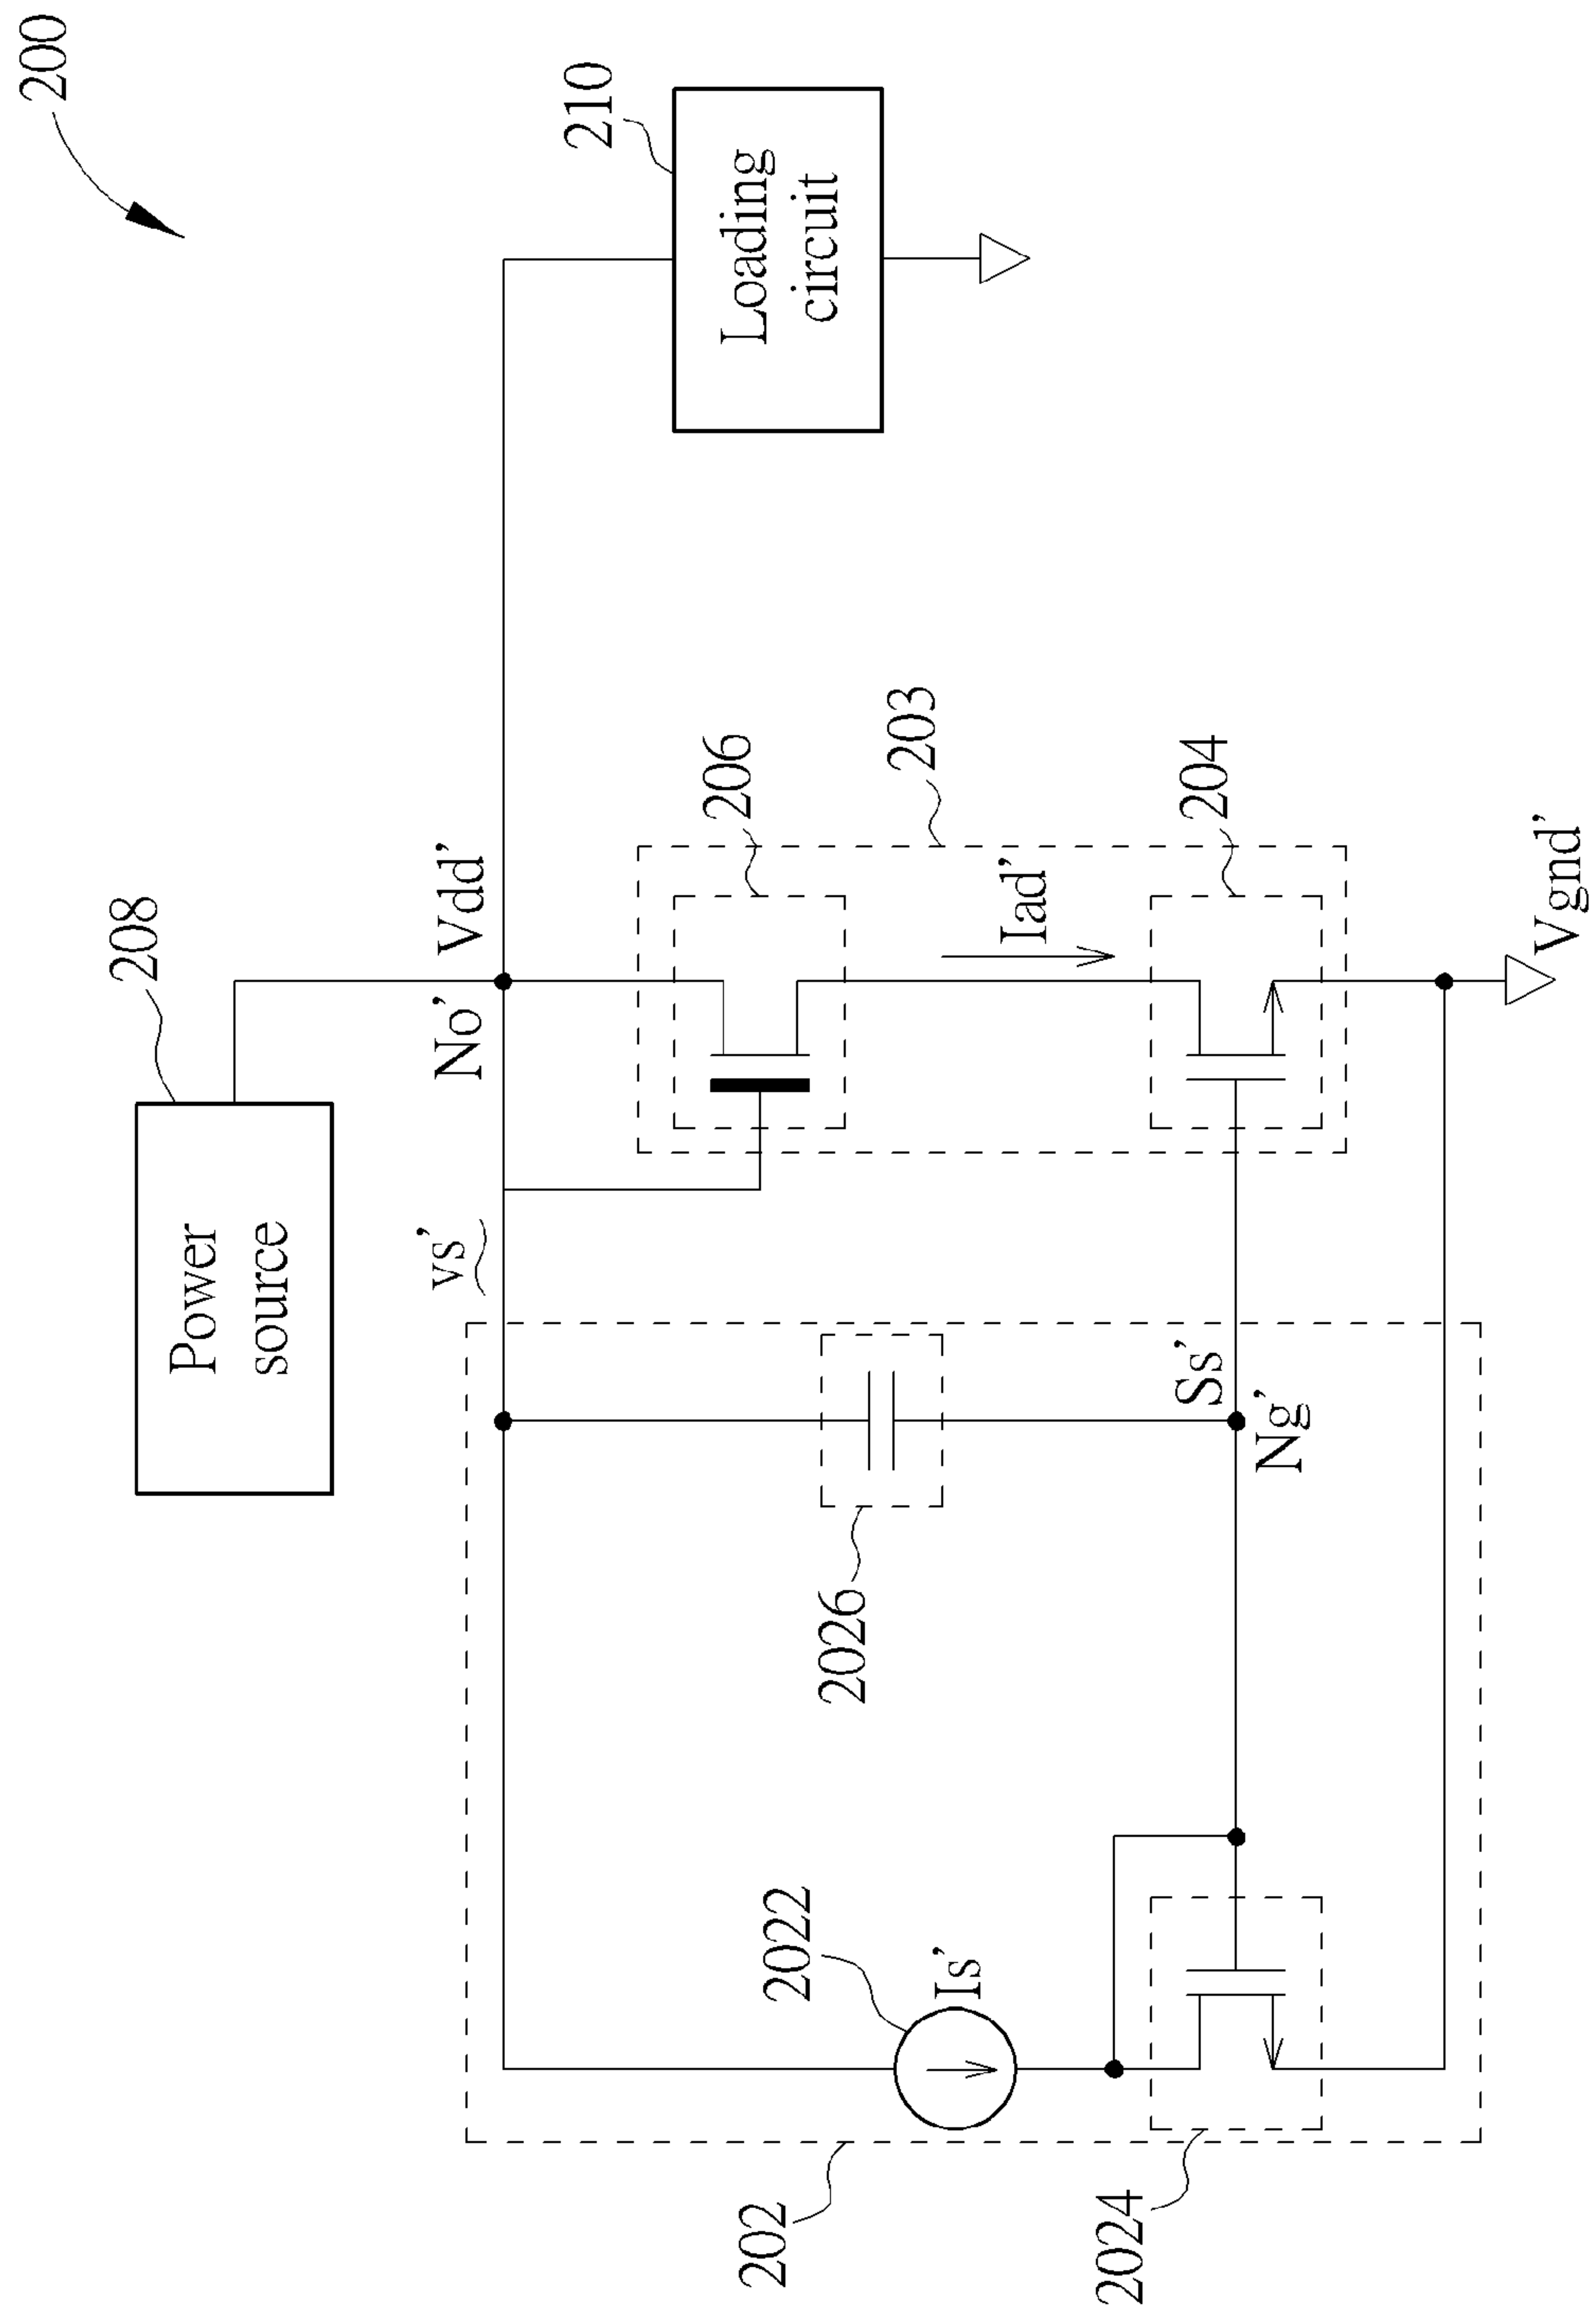 200
208
Power
source
210
Loading
circuit
No'
Vdd'
vs'
206
203
204
Iad'
2026
Ss'
Ng'
Vgnd'
2022
Is'
202
2024